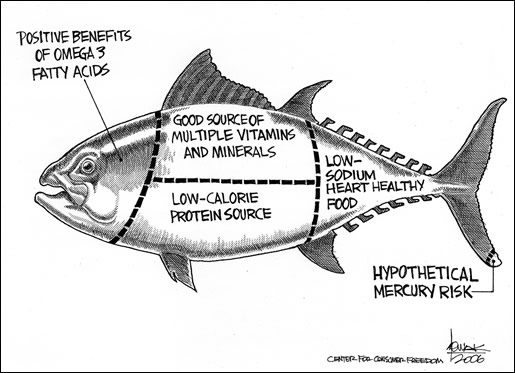 POSITIVE BENEFITS
OF OMEGA 3
FATTY ACIDS
GOOD SOURCE OF
MULTIPLE VITAMINS
AND MINERALS
LOW-CALORIE
PROTEIN SOURCE
LOW-
SODIUM
HEART HEALTHY
FOOD
HYPOTHETICAL
MERCURY RISK
CENTER FOR CONSUMER FREEDOM
2006